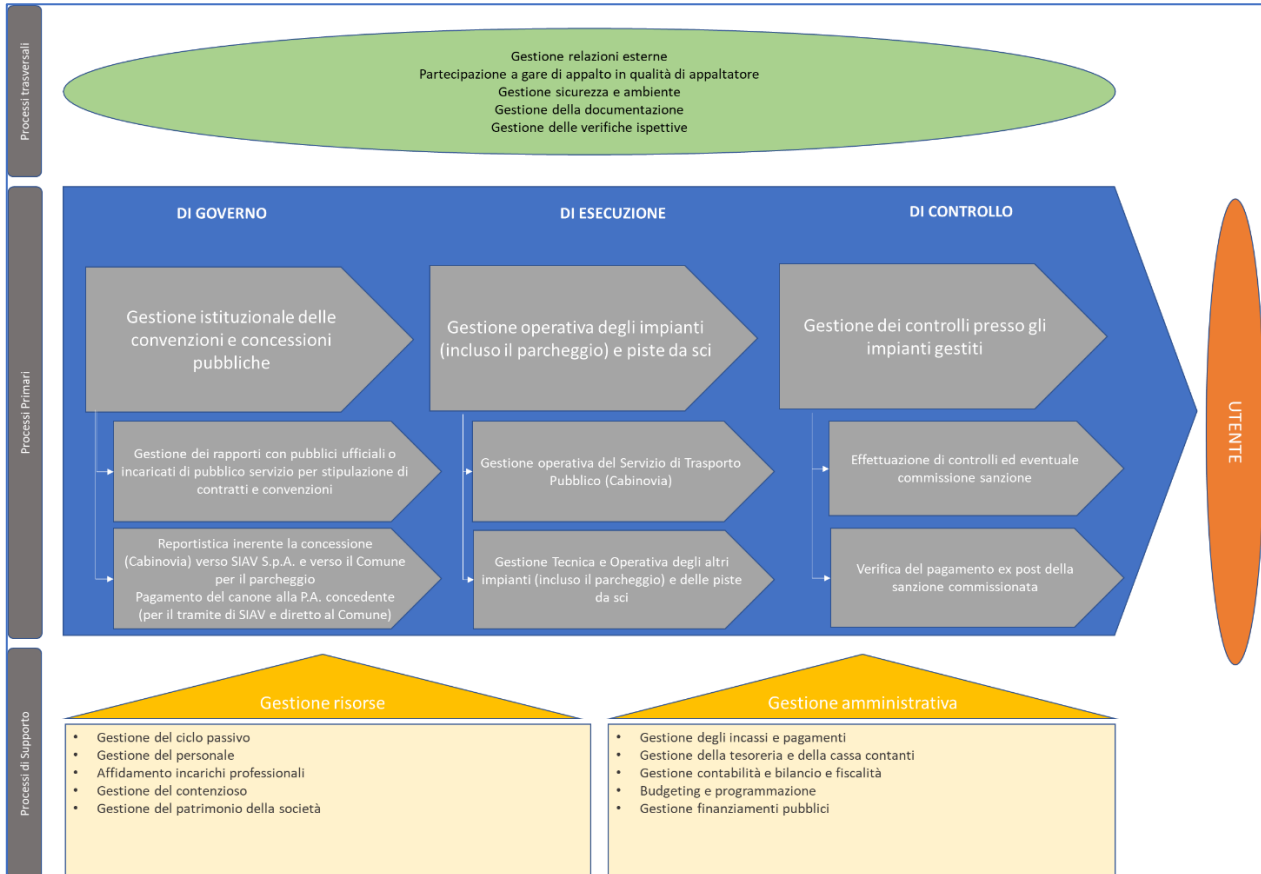 Processi trasversali
Gestione relazioni esterne
Partecipazione a gare di appalto in qualità di appaltatore
Gestione sicurezza e ambiente
Gestione della documentazione
Gestione delle verifiche ispettive
Processi Primari
DI GOVERNO
DI ESECUZIONE
DI CONTROLLO
Gestione istituzionale delle
convenzioni e concessioni
pubbliche
Gestione operativa degli impianti
(incluso il parcheggio) e piste da sci
Gestione dei controlli presso gli
impianti gestiti
Gestione dei rapporti con pubblici ufficiali o
incaricati di pubblico servizio per stipulazione di
contratti e convenzioni
Gestione operativa del Servizio di Trasporto
Pubblico (Cabinovia)
Effettuazione di controlli ed eventuale
commissione sanzione
Reportistica inerente la concessione
(Cabinovia) verso SIAV S.p.A. e verso il Comune
per il parcheggio
Pagamento del canone alla P.A. concedente
(per il tramite di SIAV e diretto al Comune)
Gestione Tecnica e Operativa degli altri
impianti (incluso il parcheggio) e delle piste
da sci
Verifica del pagamento ex post della
sanzione commissionata
UTENTE
Processi di Supporto
Gestione risorse
• Gestione del ciclo passivo
• Gestione del personale
• Affidamento incarichi professionali
• Gestione del contenzioso
• Gestione del patrimonio della società
Gestione amministrativa
• Gestione degli incassi e pagamenti
• Gestione della tesoreria e della cassa contanti
• Gestione contabilità e bilancio e fiscalità
• Budgeting e programmazione
• Gestione finanziamenti pubblici